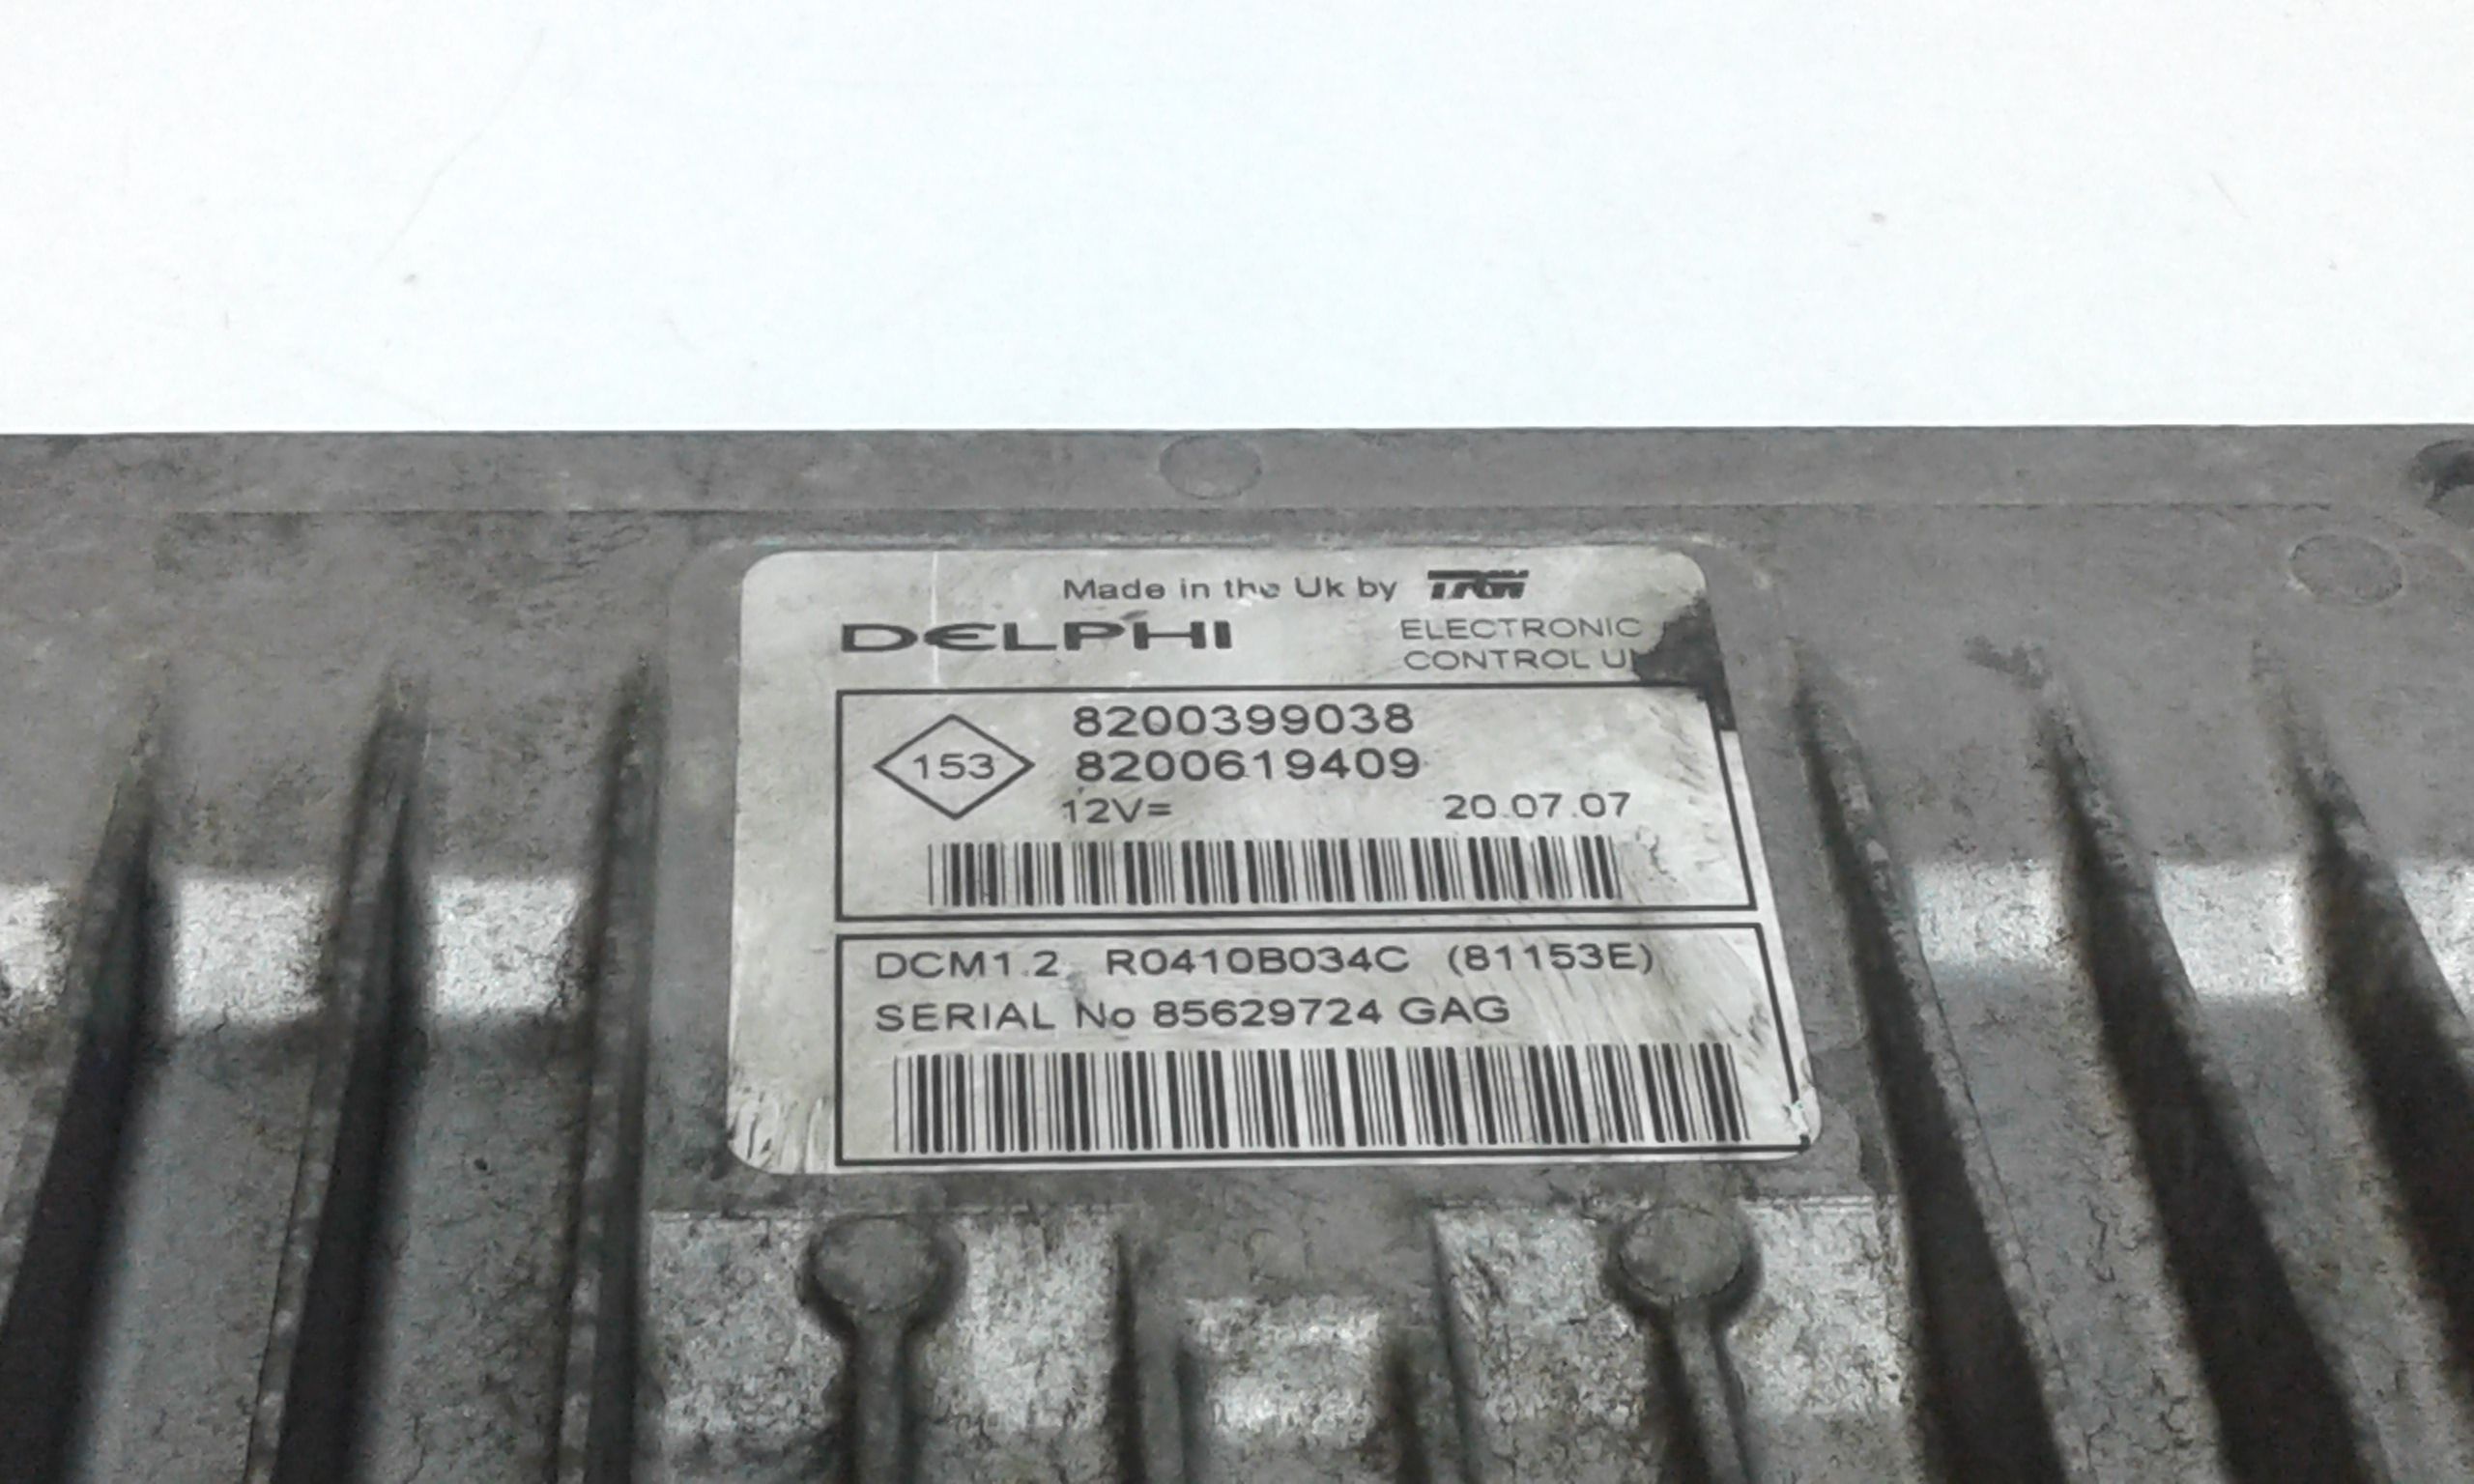 Made in the Uk by TRW
DELPHI
ELECTRONIC
CONTROL
8200399038
153
8200619409
12V= 20.07.07
DCM1.2 R0410B034C (81153E)
SERIAL No 85629724 GAG